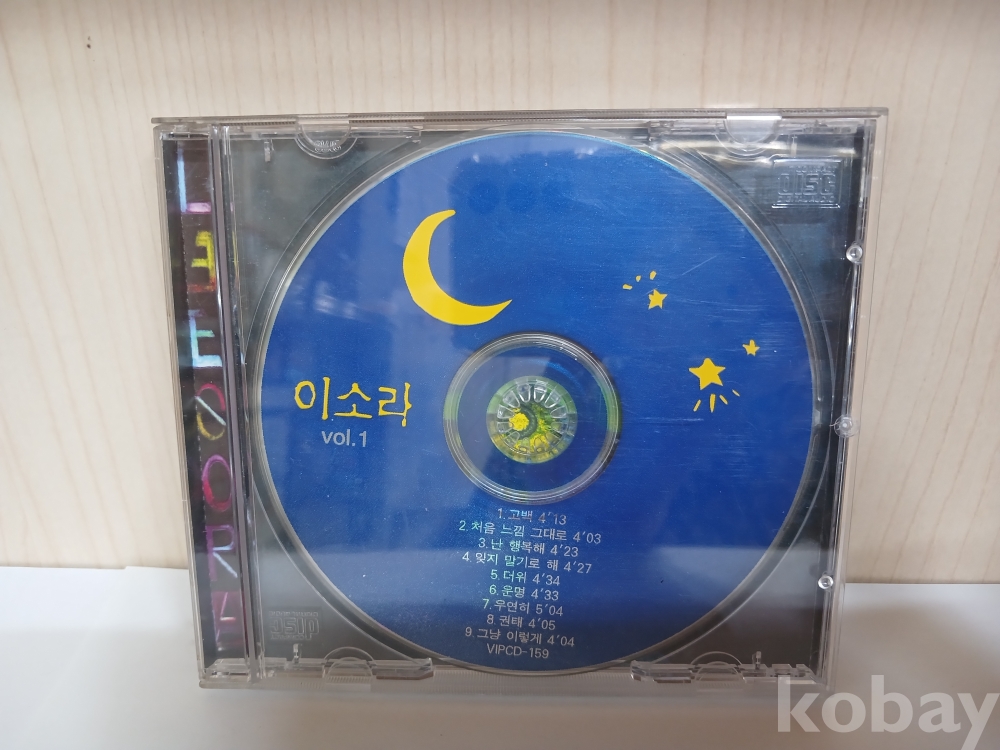 이소라
vol.1
1.고백 4'13
2.처음 느낌 그대로 4'03
3.난 행복해 4'23
4.잊지 말기로 해 4'27
5.더위 4'34
6.운명 4'33
7.우연히 5'04
8.권태 4'05
9.그냥 이렇게 4'04
VIPCD-159
DISC
kobay